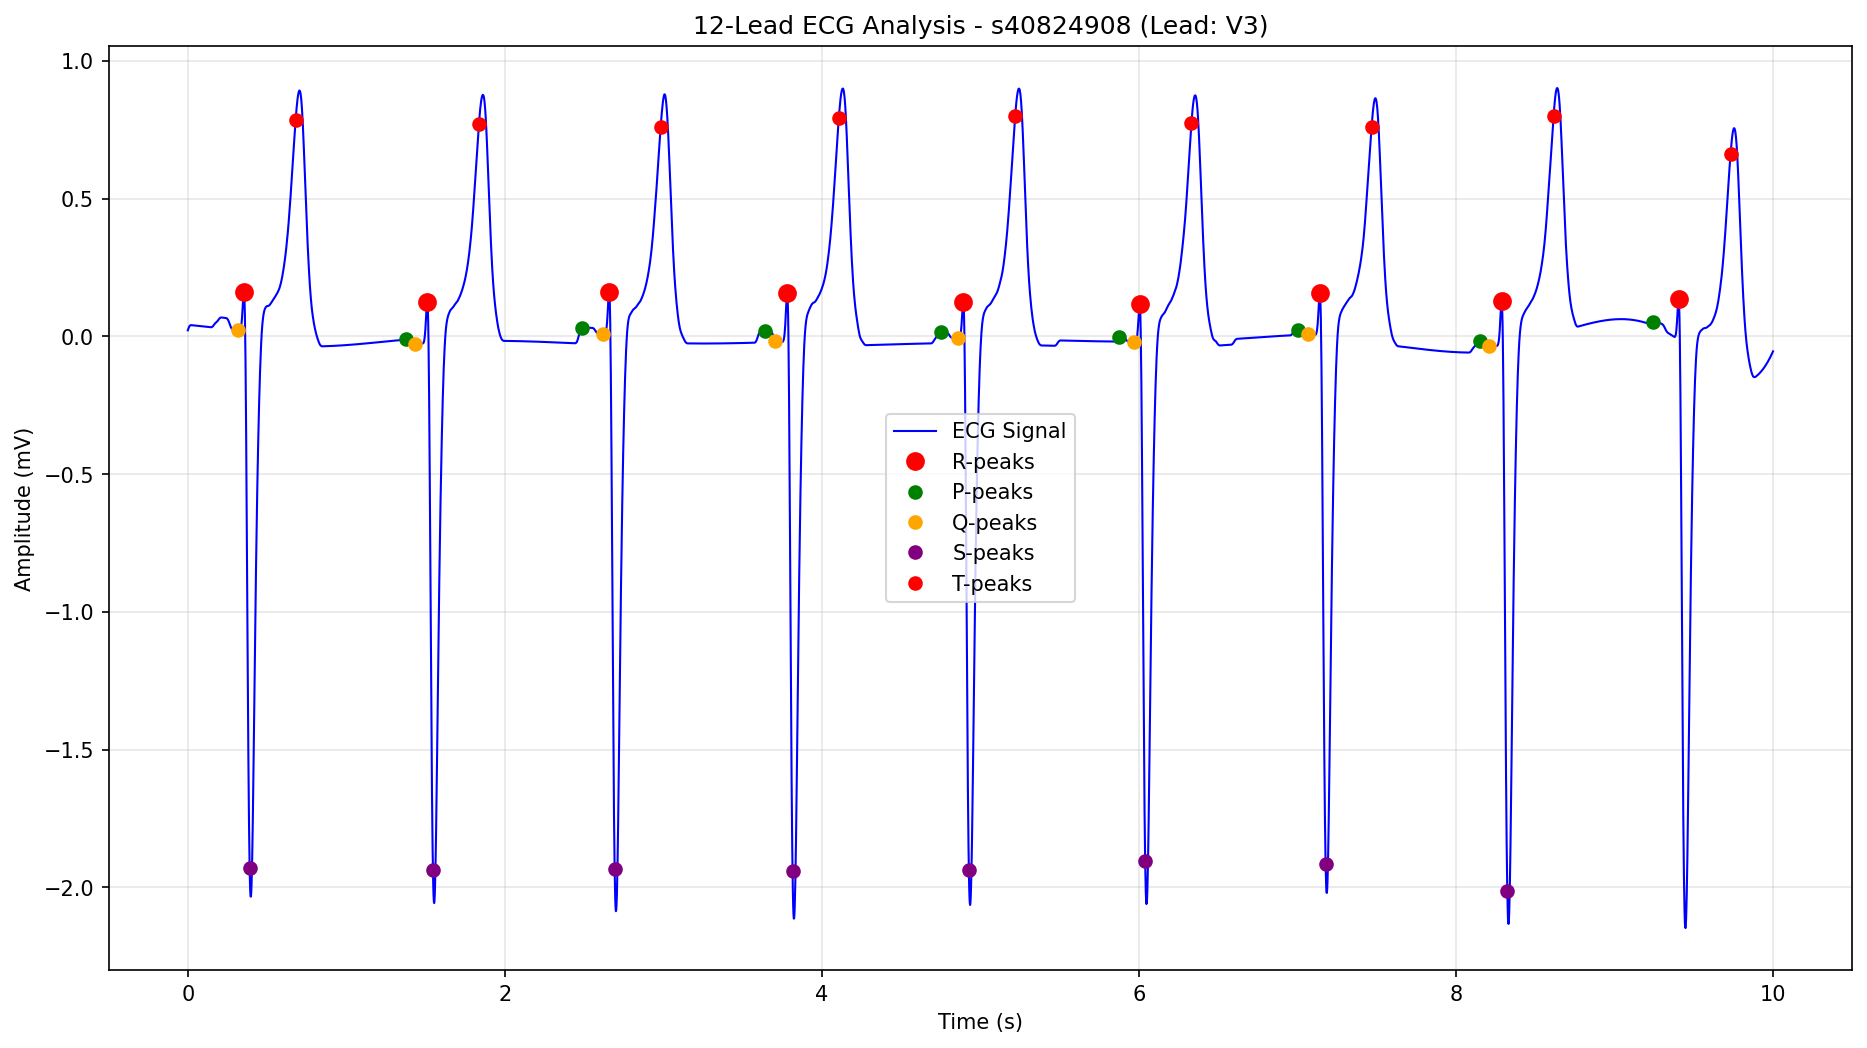 12-Lead ECG Analysis - s40824908 (Lead: V3)
1.0
0.5
0.0
−0.5
−1.0
−1.5
−2.0
Amplitude (mV)
ECG Signal
R-peaks
P-peaks
Q-peaks
S-peaks
T-peaks
0 2 4 6 8 10
Time (s)